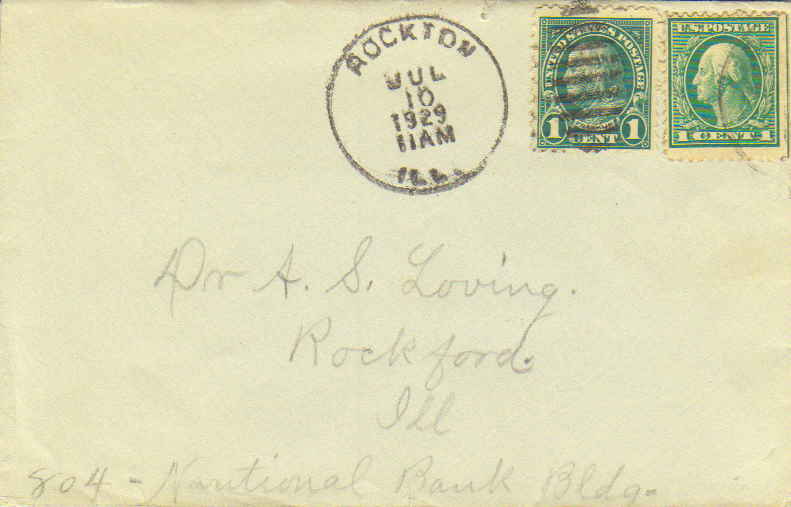 ROCKTON
JUL
10
1929
11AM
ILL.
UNITED STATES POSTAGE
1 CENT 1
U.S. POSTAGE
1 CENT 1
Dr A. S. Loving.
Rockford.
Ill
804 - Nantional Bank Bldg.